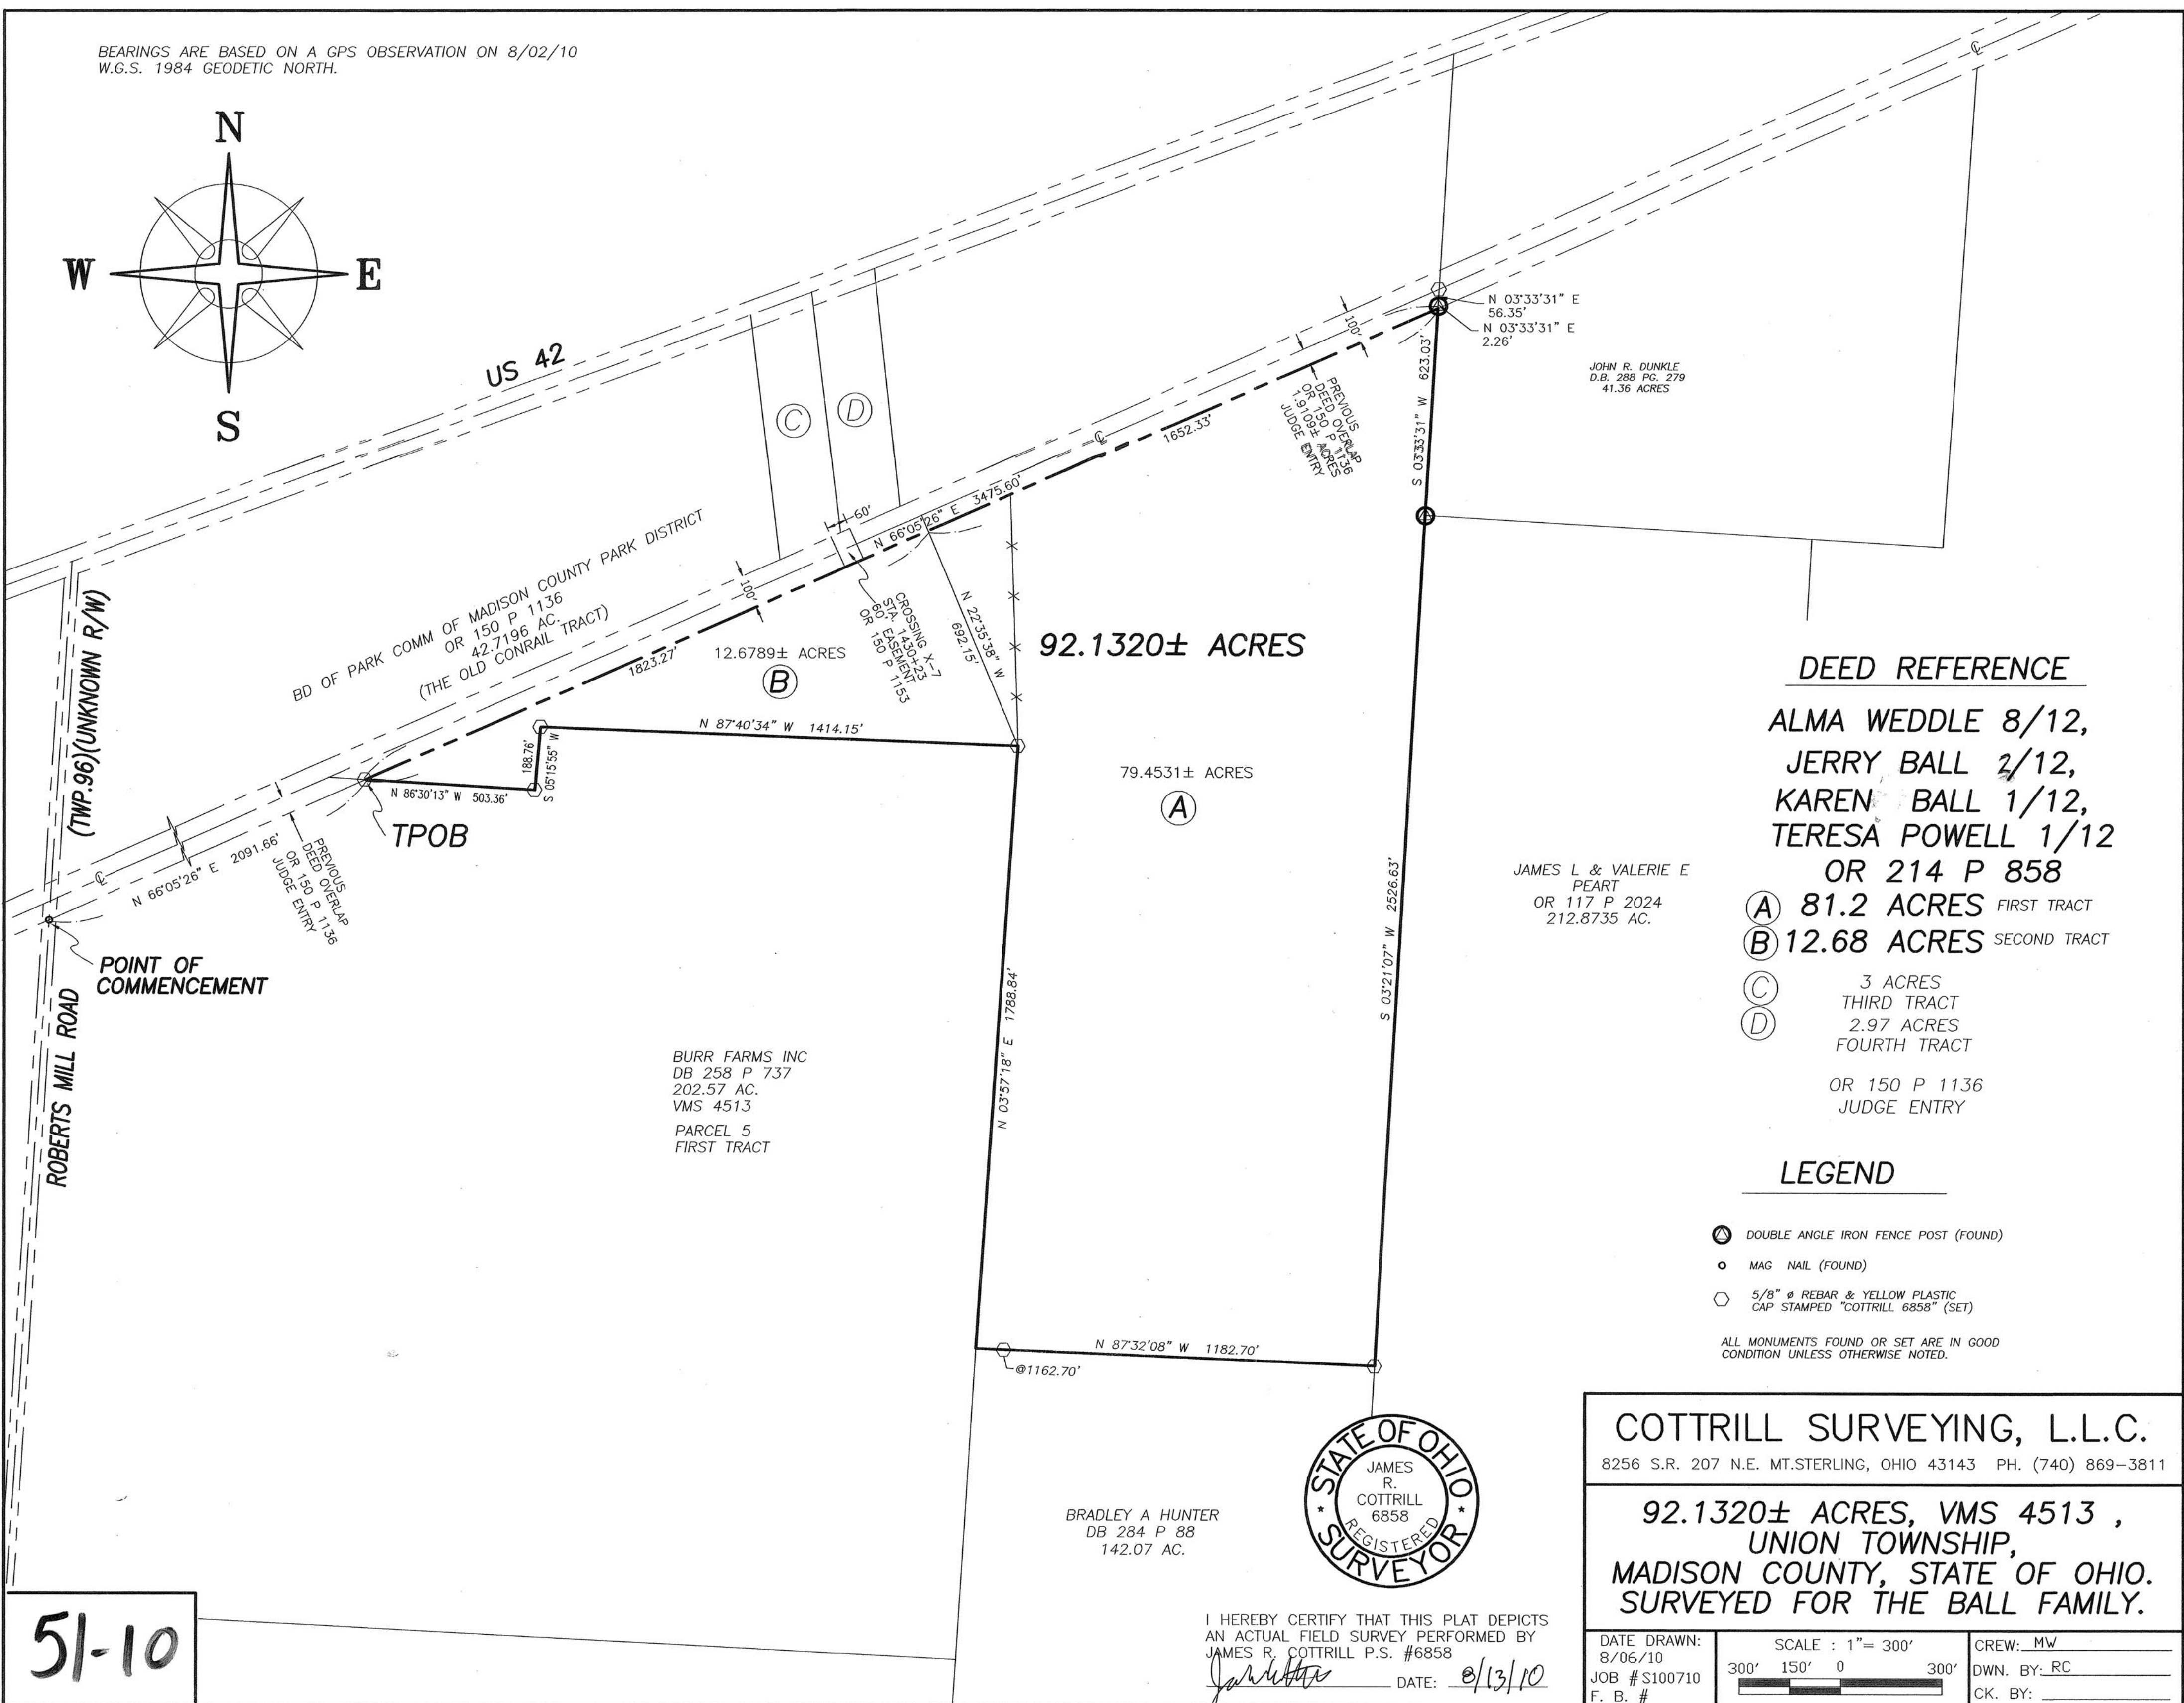 BEARINGS ARE BASED ON A GPS OBSERVATION ON 8/02/10
W.G.S. 1984 GEODETIC NORTH.
N
W
E
S
US 42
℄
C
D
N 03°33'31" E
56.35'
N 03°33'31" E
2.26'
JOHN R. DUNKLE
D.B. 288 PG. 279
41.36 ACRES
S 03°33'31" W 623.03'
100'
PREVIOUS
DEED OVERLAP
OR 150 P 1136
1.9109± ACRES
JUDGE ENTRY
1652.33'
℄
N 66°05'26" E 3475.60'
60'
CROSSING X-7
STA. 1430+23
60' EASEMENT
OR 150 P 1153
N 22°35'38" W
692.15'
BD OF PARK COMM OF MADISON COUNTY PARK DISTRICT
OR 150 P 1136
42.7196 AC.
(THE OLD CONRAIL TRACT)
100'
1823.27'
12.6789± ACRES
B
92.1320± ACRES
N 87°40'34" W 1414.15'
188.76'
S 05°15'55" W
N 86°30'13" W 503.36'
TPOB
(TWP.96)(UNKNOWN R/W)
℄
N 66°05'26" E 2091.66'
PREVIOUS
DEED OVERLAP
OR 150 P 1136
JUDGE ENTRY
POINT OF
COMMENCEMENT
ROBERTS MILL ROAD
79.4531± ACRES
A
JAMES L & VALERIE E
PEART
OR 117 P 2024
212.8735 AC.
S 03°21'07" W 2526.63'
N 03°57'18" E 1788.84'
BURR FARMS INC
DB 258 P 737
202.57 AC.
VMS 4513
PARCEL 5
FIRST TRACT
N 87°32'08" W 1182.70'
@1162.70'
BRADLEY A HUNTER
DB 284 P 88
142.07 AC.
DEED REFERENCE
ALMA WEDDLE 8/12,
JERRY BALL 2/12,
KAREN BALL 1/12,
TERESA POWELL 1/12
OR 214 P 858
A 81.2 ACRES FIRST TRACT
B 12.68 ACRES SECOND TRACT
C 3 ACRES
THIRD TRACT
D 2.97 ACRES
FOURTH TRACT
OR 150 P 1136
JUDGE ENTRY
LEGEND
DOUBLE ANGLE IRON FENCE POST (FOUND)
MAG NAIL (FOUND)
5/8" ø REBAR & YELLOW PLASTIC
CAP STAMPED "COTTRILL 6858" (SET)
ALL MONUMENTS FOUND OR SET ARE IN GOOD
CONDITION UNLESS OTHERWISE NOTED.
STATE OF OHIO
JAMES
R.
COTTRILL
6858
REGISTERED
* SURVEYOR *
I HEREBY CERTIFY THAT THIS PLAT DEPICTS
AN ACTUAL FIELD SURVEY PERFORMED BY
JAMES R. COTTRILL P.S. #6858
DATE: 8/13/10
COTTRILL SURVEYING, L.L.C.
8256 S.R. 207 N.E. MT.STERLING, OHIO 43143 PH. (740) 869-3811
92.1320± ACRES, VMS 4513 ,
UNION TOWNSHIP,
MADISON COUNTY, STATE OF OHIO.
SURVEYED FOR THE BALL FAMILY.
DATE DRAWN:
8/06/10
JOB # S100710
F. B. #
SCALE : 1"= 300'
300' 150' 0 300'
CREW: MW
DWN. BY: RC
CK. BY:
51-10